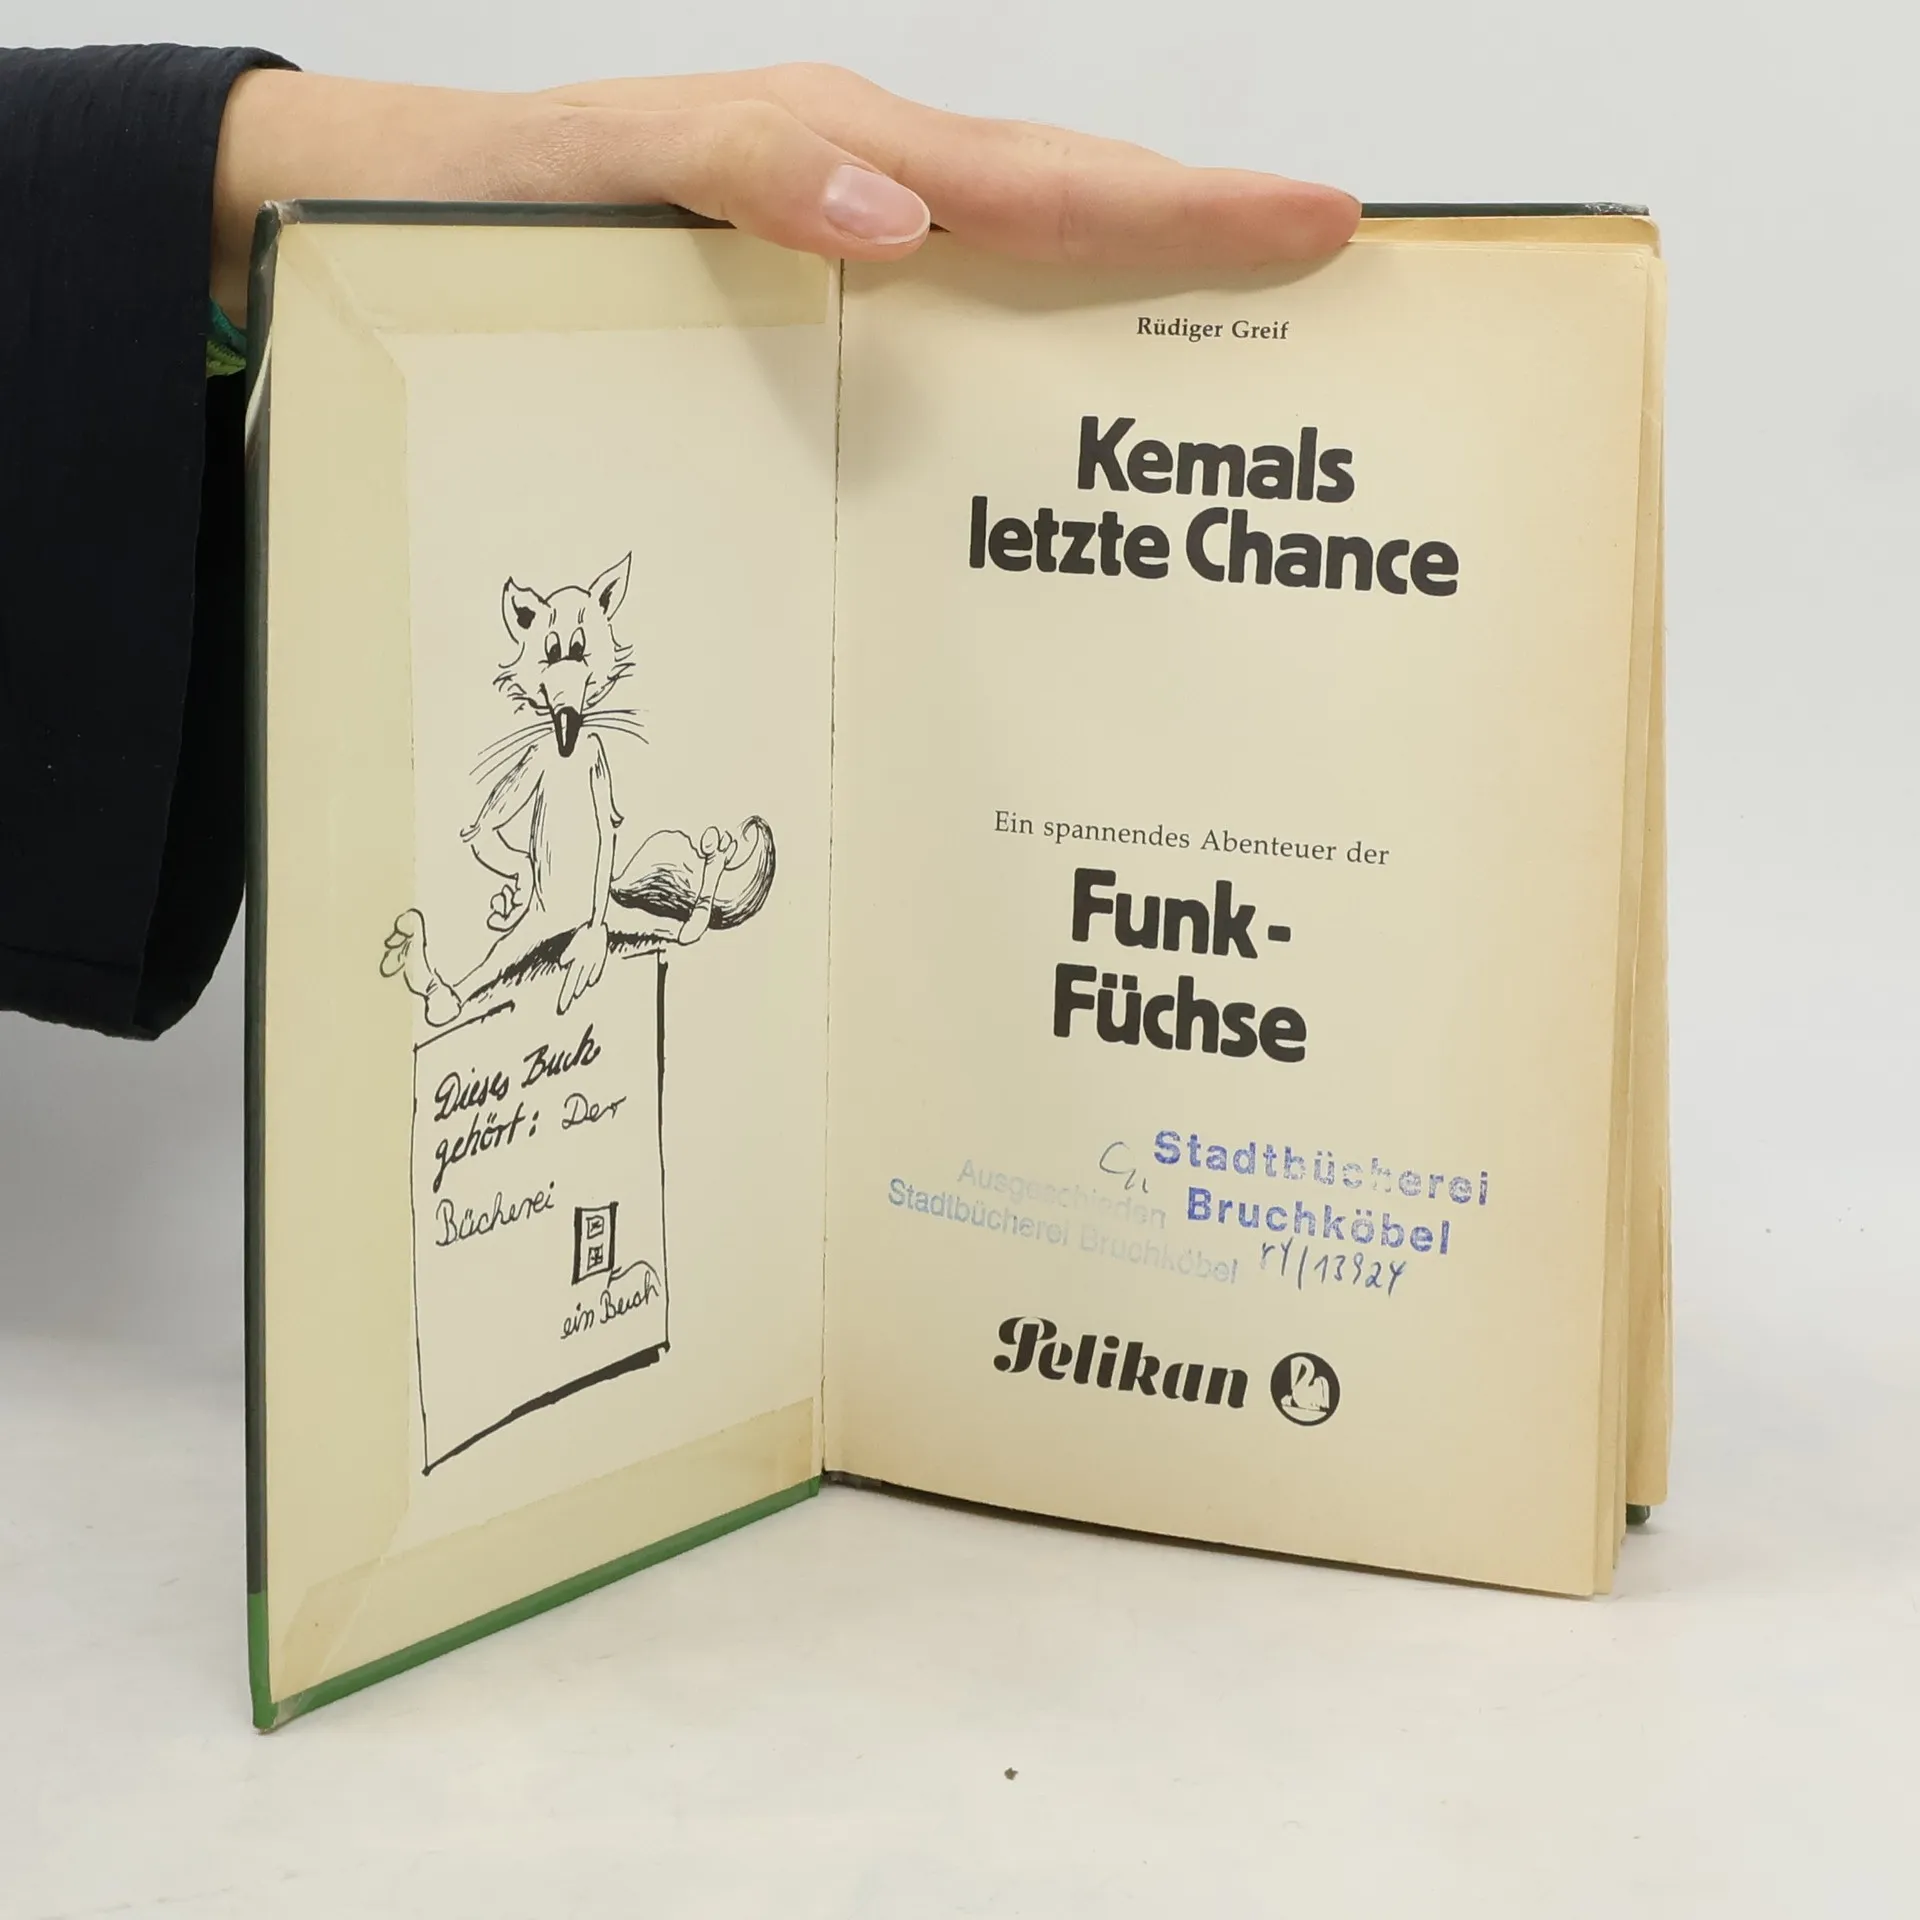 Dieses Buch
gehört: Der
Bücherei
ein Buch
Rüdiger Greif
Kemals
letzte Chance
Ein spannendes Abenteuer der
Funk-
Füchse
Stadtbücherei
Bruchköbel
Ausgeschieden
Stadtbücherei Bruchköbel
Pelikan